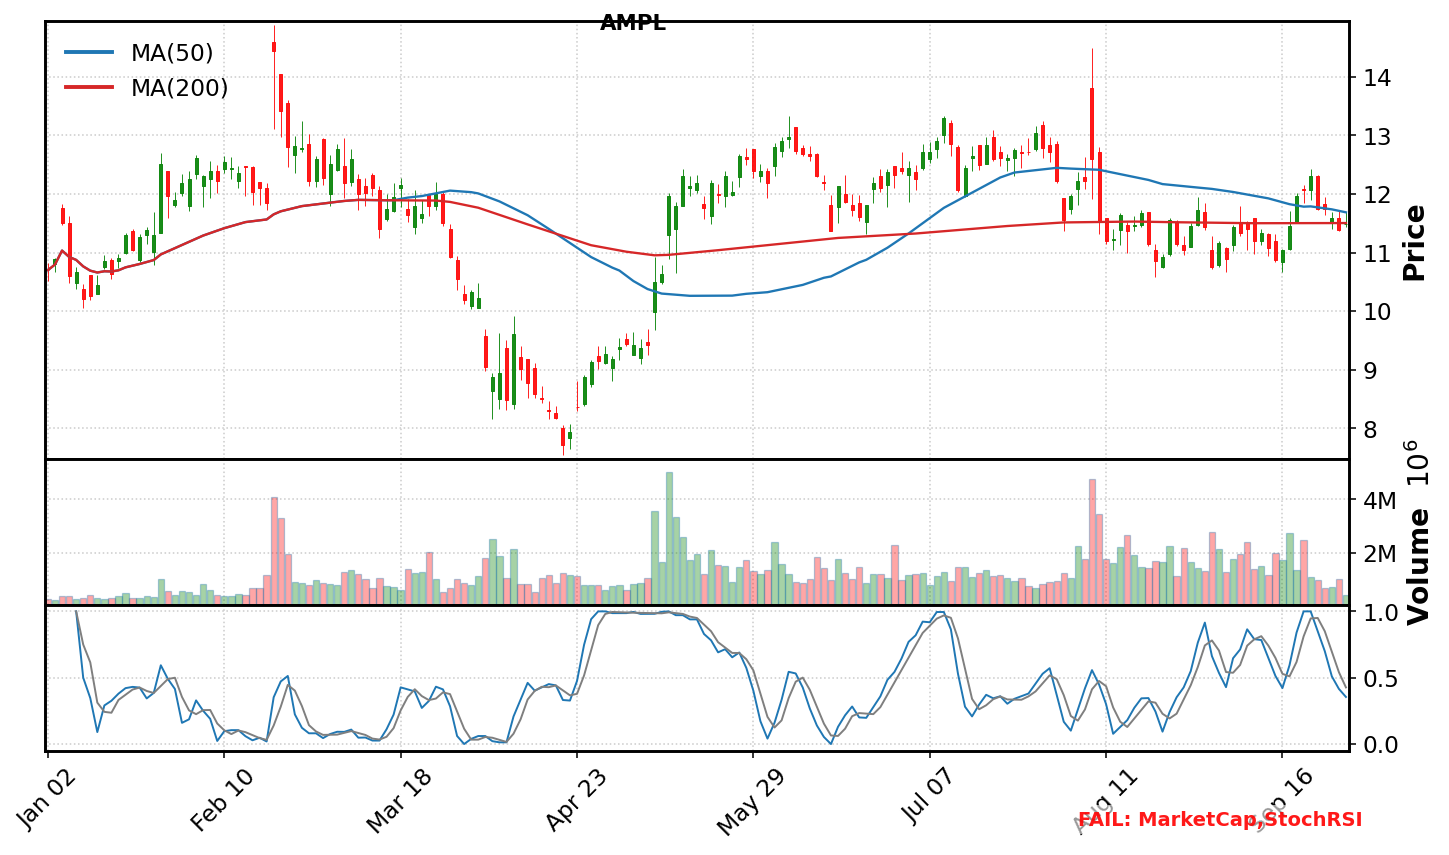 AMPL
MA(50)
MA(200)
14
13
12
11
10
9
8
Price
4M
2M
Volume 10⁶
1.0
0.5
0.0
Jan 02
Feb 10
Mar 18
Apr 23
May 29
Jul 07
Aug 11
Sep 16
FAIL: MarketCap,StochRSI